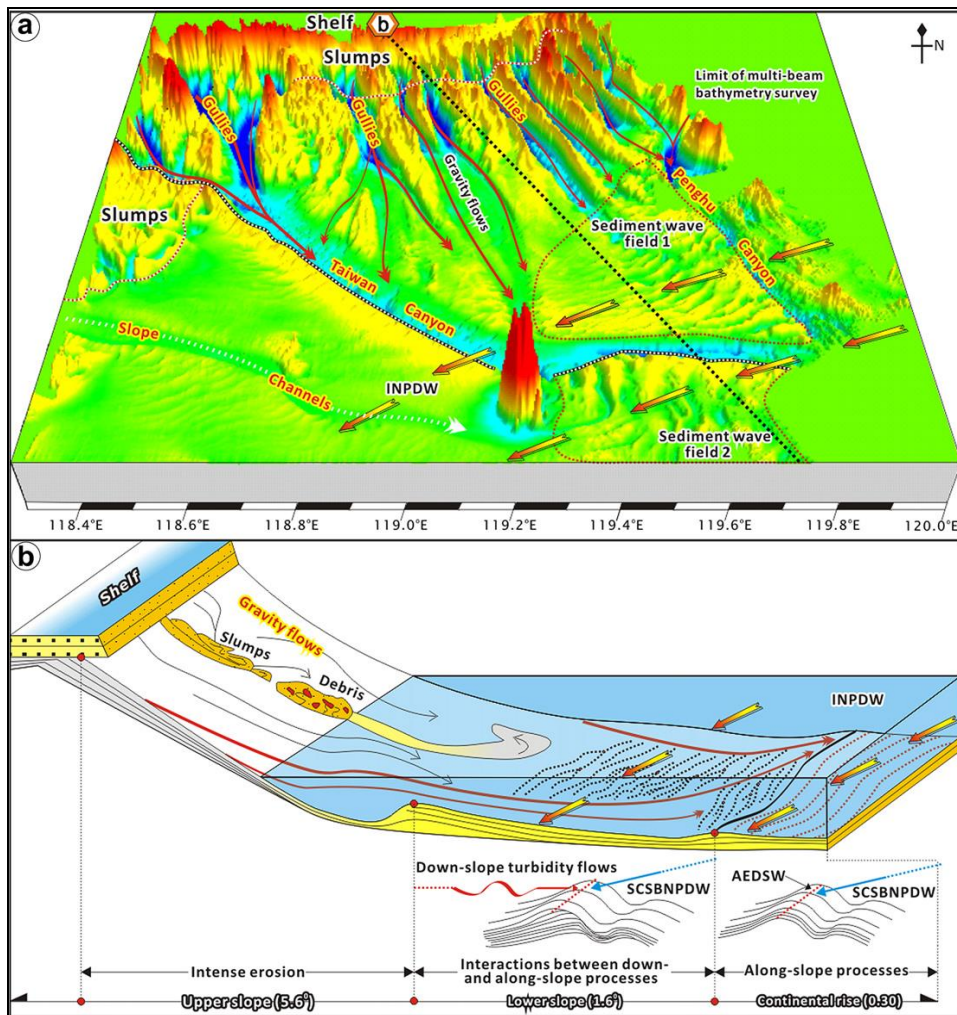 a
Shelf
b
N
Slumps
Limit of multi-beam
bathymetry survey
Gullies
Gullies
Gullies
Gravity flows
Penghu
Canyon
Slumps
Sediment wave
field 1
Taiwan
Canyon
Slope
Channels
INPDW
Sediment wave
field 2
118.4°E
118.6°E
118.8°E
119.0°E
119.2°E
119.4°E
119.6°E
119.8°E
120.0°E
b
Shelf
Gravity flows
Slumps
Debris
INPDW
Down-slope turbidity flows
SCSBNPDW
AEDSW
SCSBNPDW
Intense erosion
Interactions between down-
and along-slope processes
Along-slope processes
Upper slope (5.6°)
Lower slope (1.6°)
Continental rise (0.30)